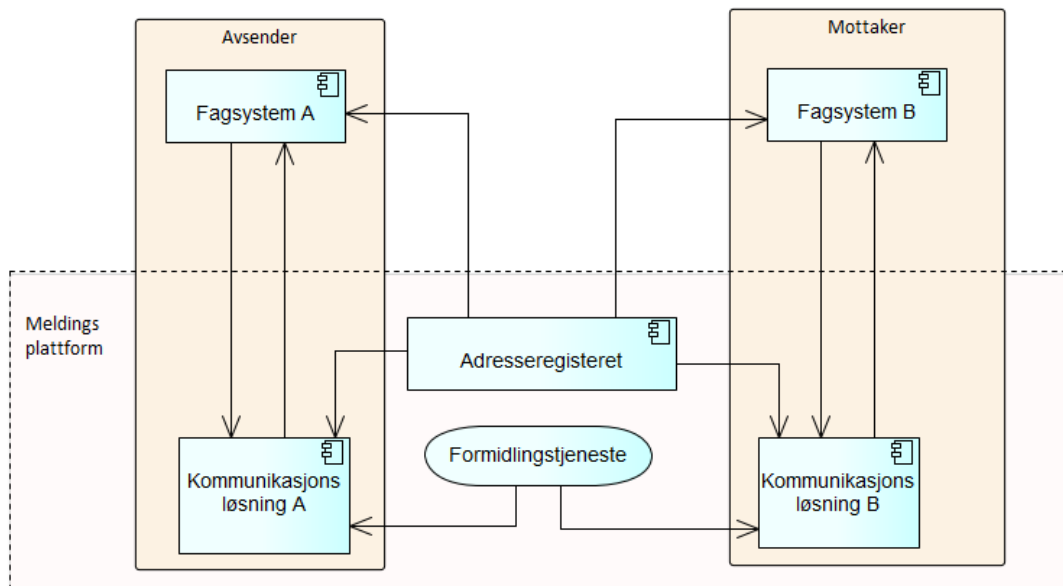 Avsender
Mottaker
Fagsystem A
Fagsystem B
Meldings
plattform
Adresseregisteret
Formidlingstjeneste
Kommunikasjons
løsning A
Kommunikasjons
løsning B